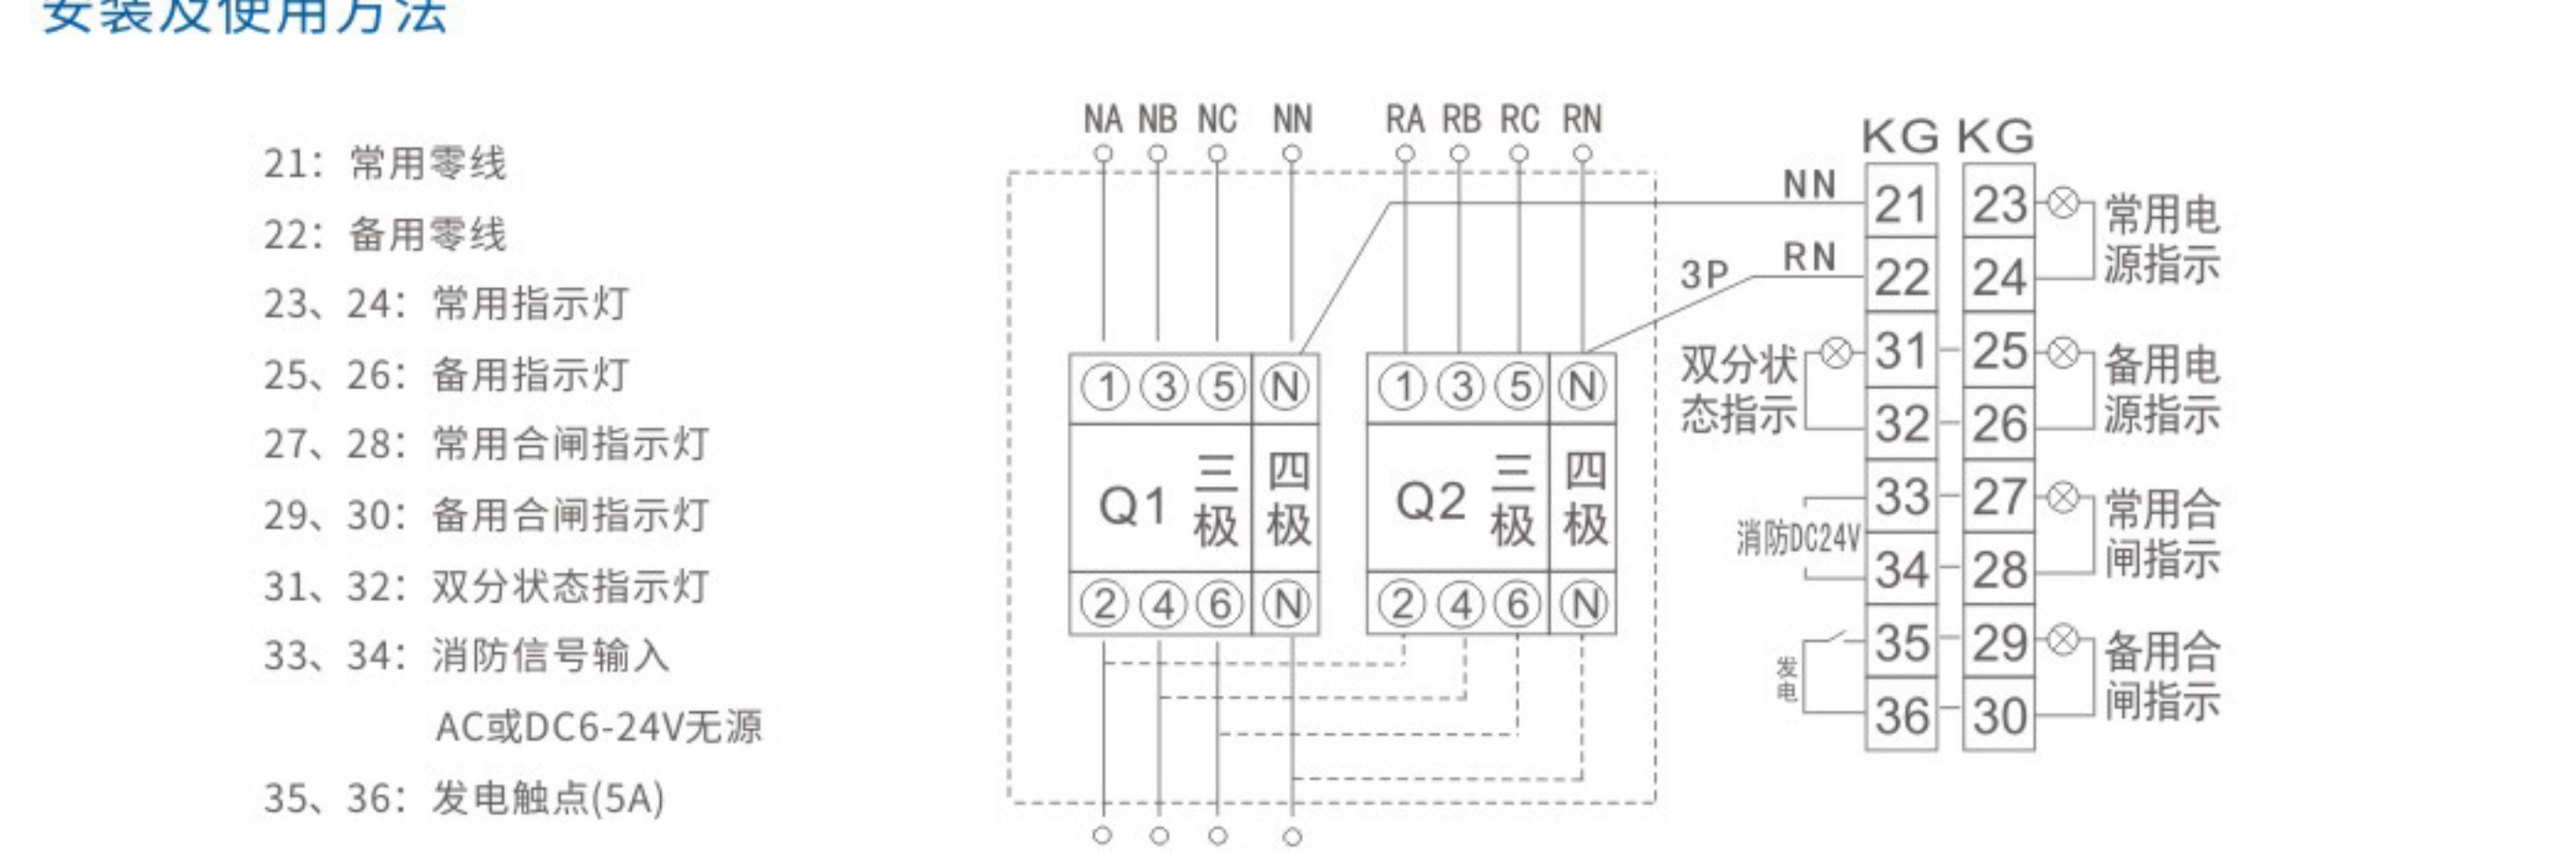 安装及使用方法
21：常用零线
22：备用零线
23、24：常用指示灯
25、26：备用指示灯
27、28：常用合闸指示灯
29、30：备用合闸指示灯
31、32：双分状态指示灯
33、34：消防信号输入
AC或DC6-24V无源
35、36：发电触点(5A)
NA NB NC NN RA RB RC RN
1 3 5 N
Q1 三极 四极
2 4 6 N
1 3 5 N
Q2 三极 四极
2 4 6 N
NN
3P RN
双分状
态指示
消防DC24V
发电
KG KG
21 23
22 24
31 25
32 26
33 27
34 28
35 29
36 30
常用电
源指示
备用电
源指示
常用合
闸指示
备用合
闸指示